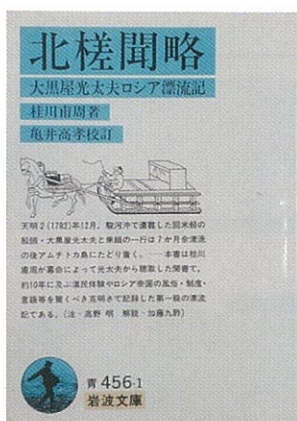 北槎聞略
大黒屋光太夫ロシア漂流記
桂川甫周著
亀井高孝校訂
天明2(1782)年12月，駿河沖で遭難した回米船の
船頭・大黒屋光太夫と乗組の一行は7か月余漂流
の後アムチトカ島にたどり着く．──本書は桂川
甫周が幕命によって光太夫から聴取した聞書で，
約10年に及ぶ漂民体験やロシア帝国の風俗・制度・
言語等を驚くべき克明さで記録した第一級の漂流
記である．(注・高野 明 解説・加藤九祚)
青 456-1
岩波文庫